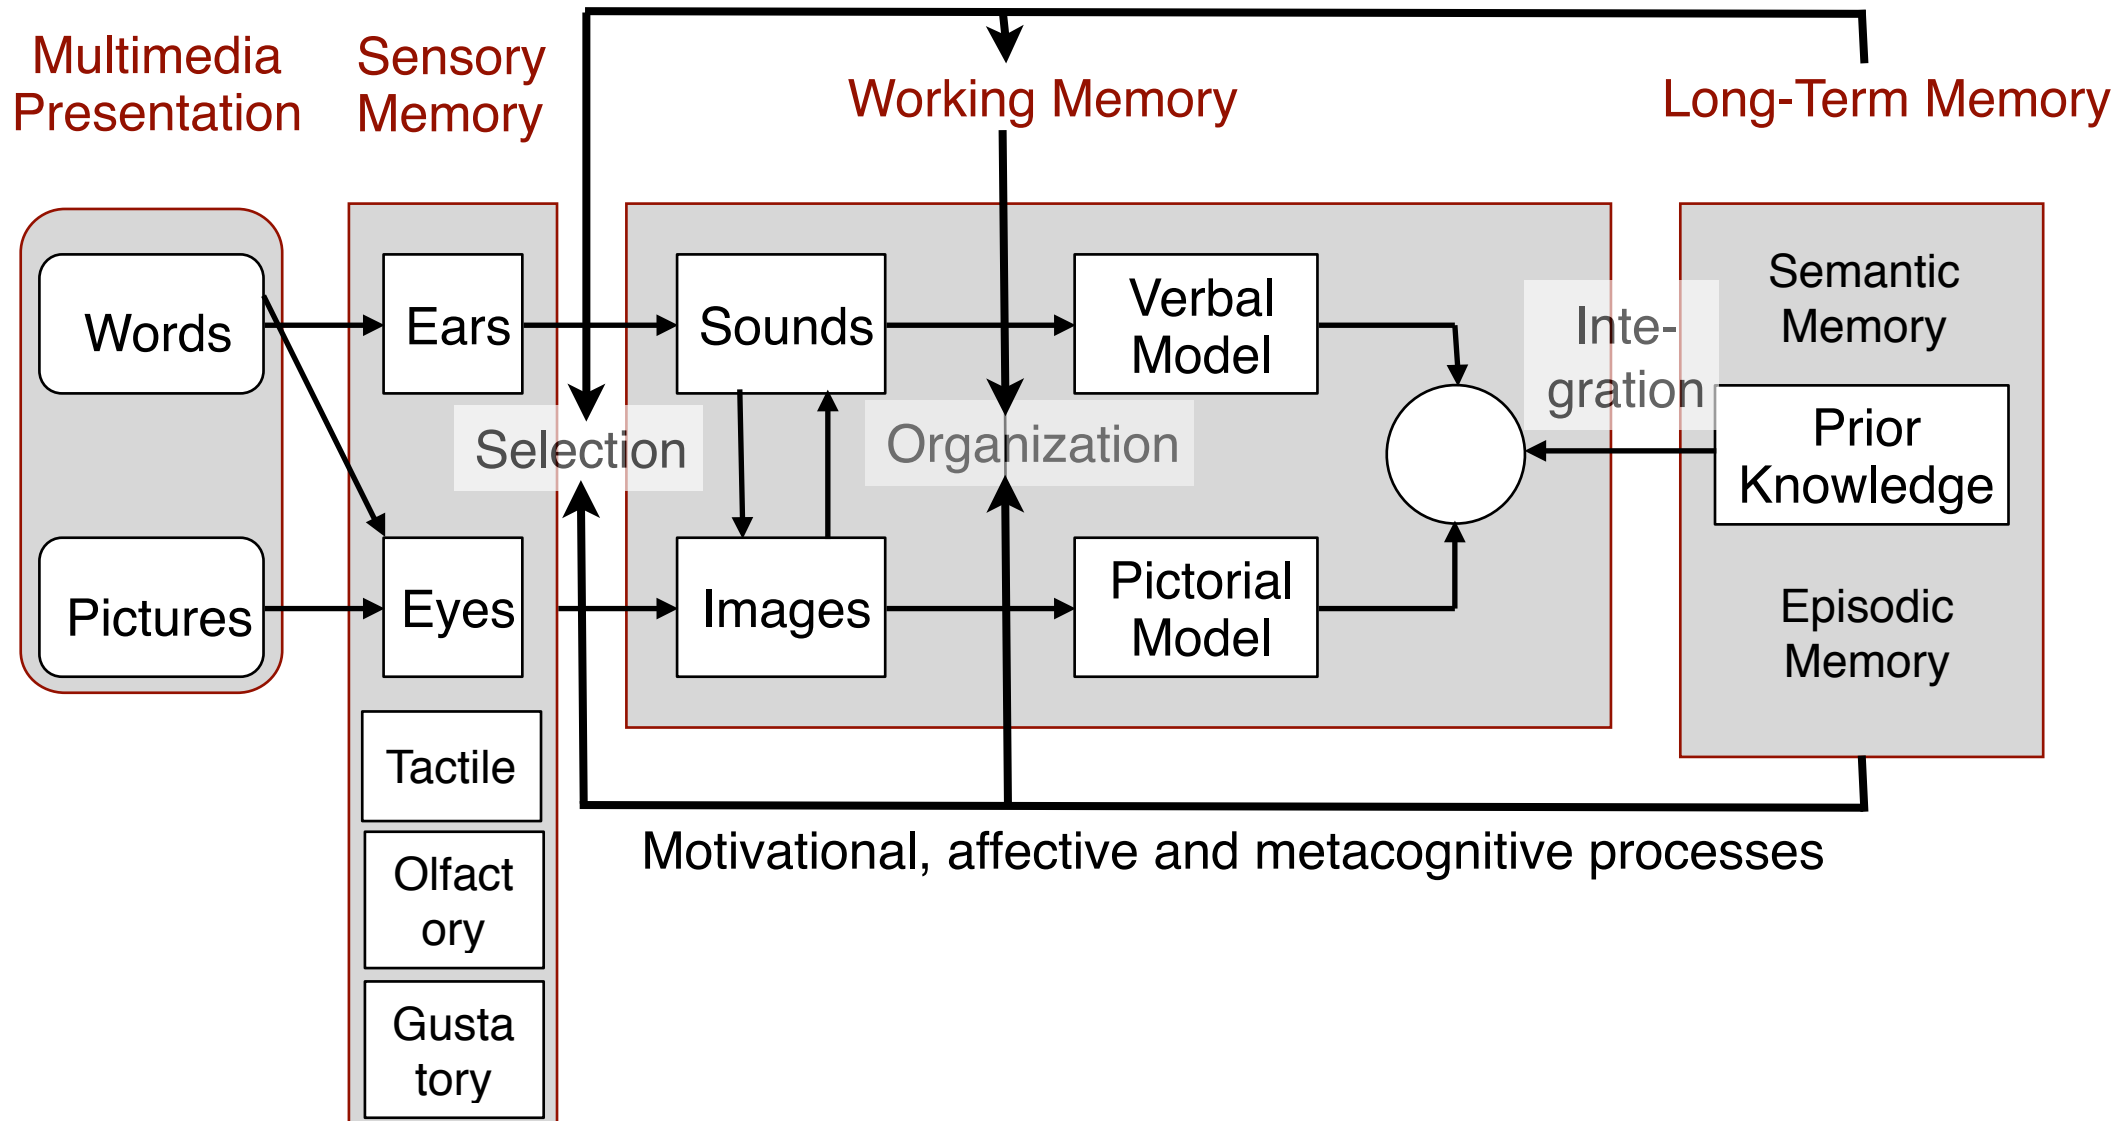 Multimedia
Presentation
Sensory
Memory
Working Memory
Long-Term Memory
Words
Pictures
Ears
Eyes
Tactile
Olfact
ory
Gusta
tory
Selection
Sounds
Images
Organization
Verbal
Model
Pictorial
Model
Inte-
gration
Semantic
Memory
Prior
Knowledge
Episodic
Memory
Motivational, affective and metacognitive processes